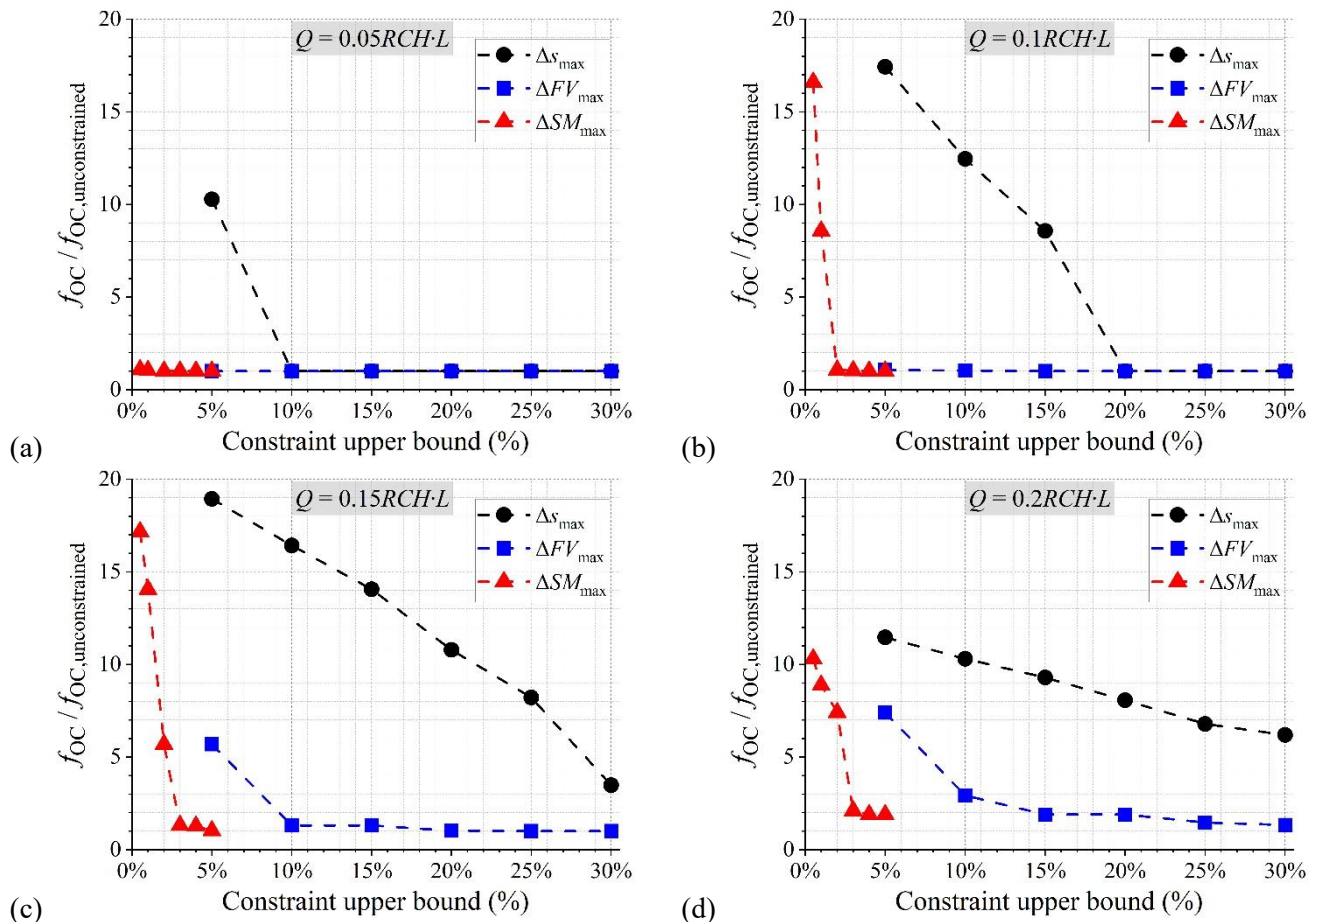 Q = 0.05RCH·L
Δs_max
ΔFV_max
ΔSM_max
f_OC / f_OC,unconstrained
20
15
10
5
0
0% 5% 10% 15% 20% 25% 30%
Constraint upper bound (%)
(a)
Q = 0.1RCH·L
Δs_max
ΔFV_max
ΔSM_max
f_OC / f_OC,unconstrained
20
15
10
5
0
0% 5% 10% 15% 20% 25% 30%
Constraint upper bound (%)
(b)
Q = 0.15RCH·L
Δs_max
ΔFV_max
ΔSM_max
f_OC / f_OC,unconstrained
20
15
10
5
0
0% 5% 10% 15% 20% 25% 30%
Constraint upper bound (%)
(c)
Q = 0.2RCH·L
Δs_max
ΔFV_max
ΔSM_max
f_OC / f_OC,unconstrained
20
15
10
5
0
0% 5% 10% 15% 20% 25% 30%
Constraint upper bound (%)
(d)